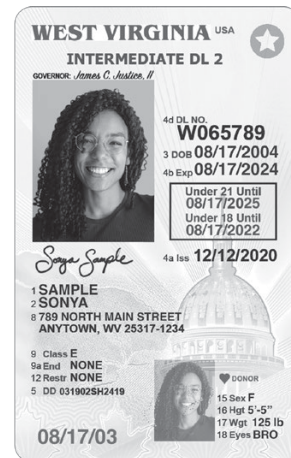 WEST VIRGINIA USA
INTERMEDIATE DL 2
GOVERNOR: James C. Justice, II
4d DL NO.
W065789
3 DOB 08/17/2004
4b Exp 08/17/2024
Under 21 Until
08/17/2025
Under 18 Until
08/17/2022
Sonya Sample
4a Iss 12/12/2020
1 SAMPLE
2 SONYA
8 789 NORTH MAIN STREET
ANYTOWN, WV 25317-1234
9 Class E
9a End NONE
12 Restr NONE
5 DD 031902SH2419
DONOR
15 Sex F
16 Hgt 5'-5"
17 Wgt 125 lb
18 Eyes BRO
08/17/03